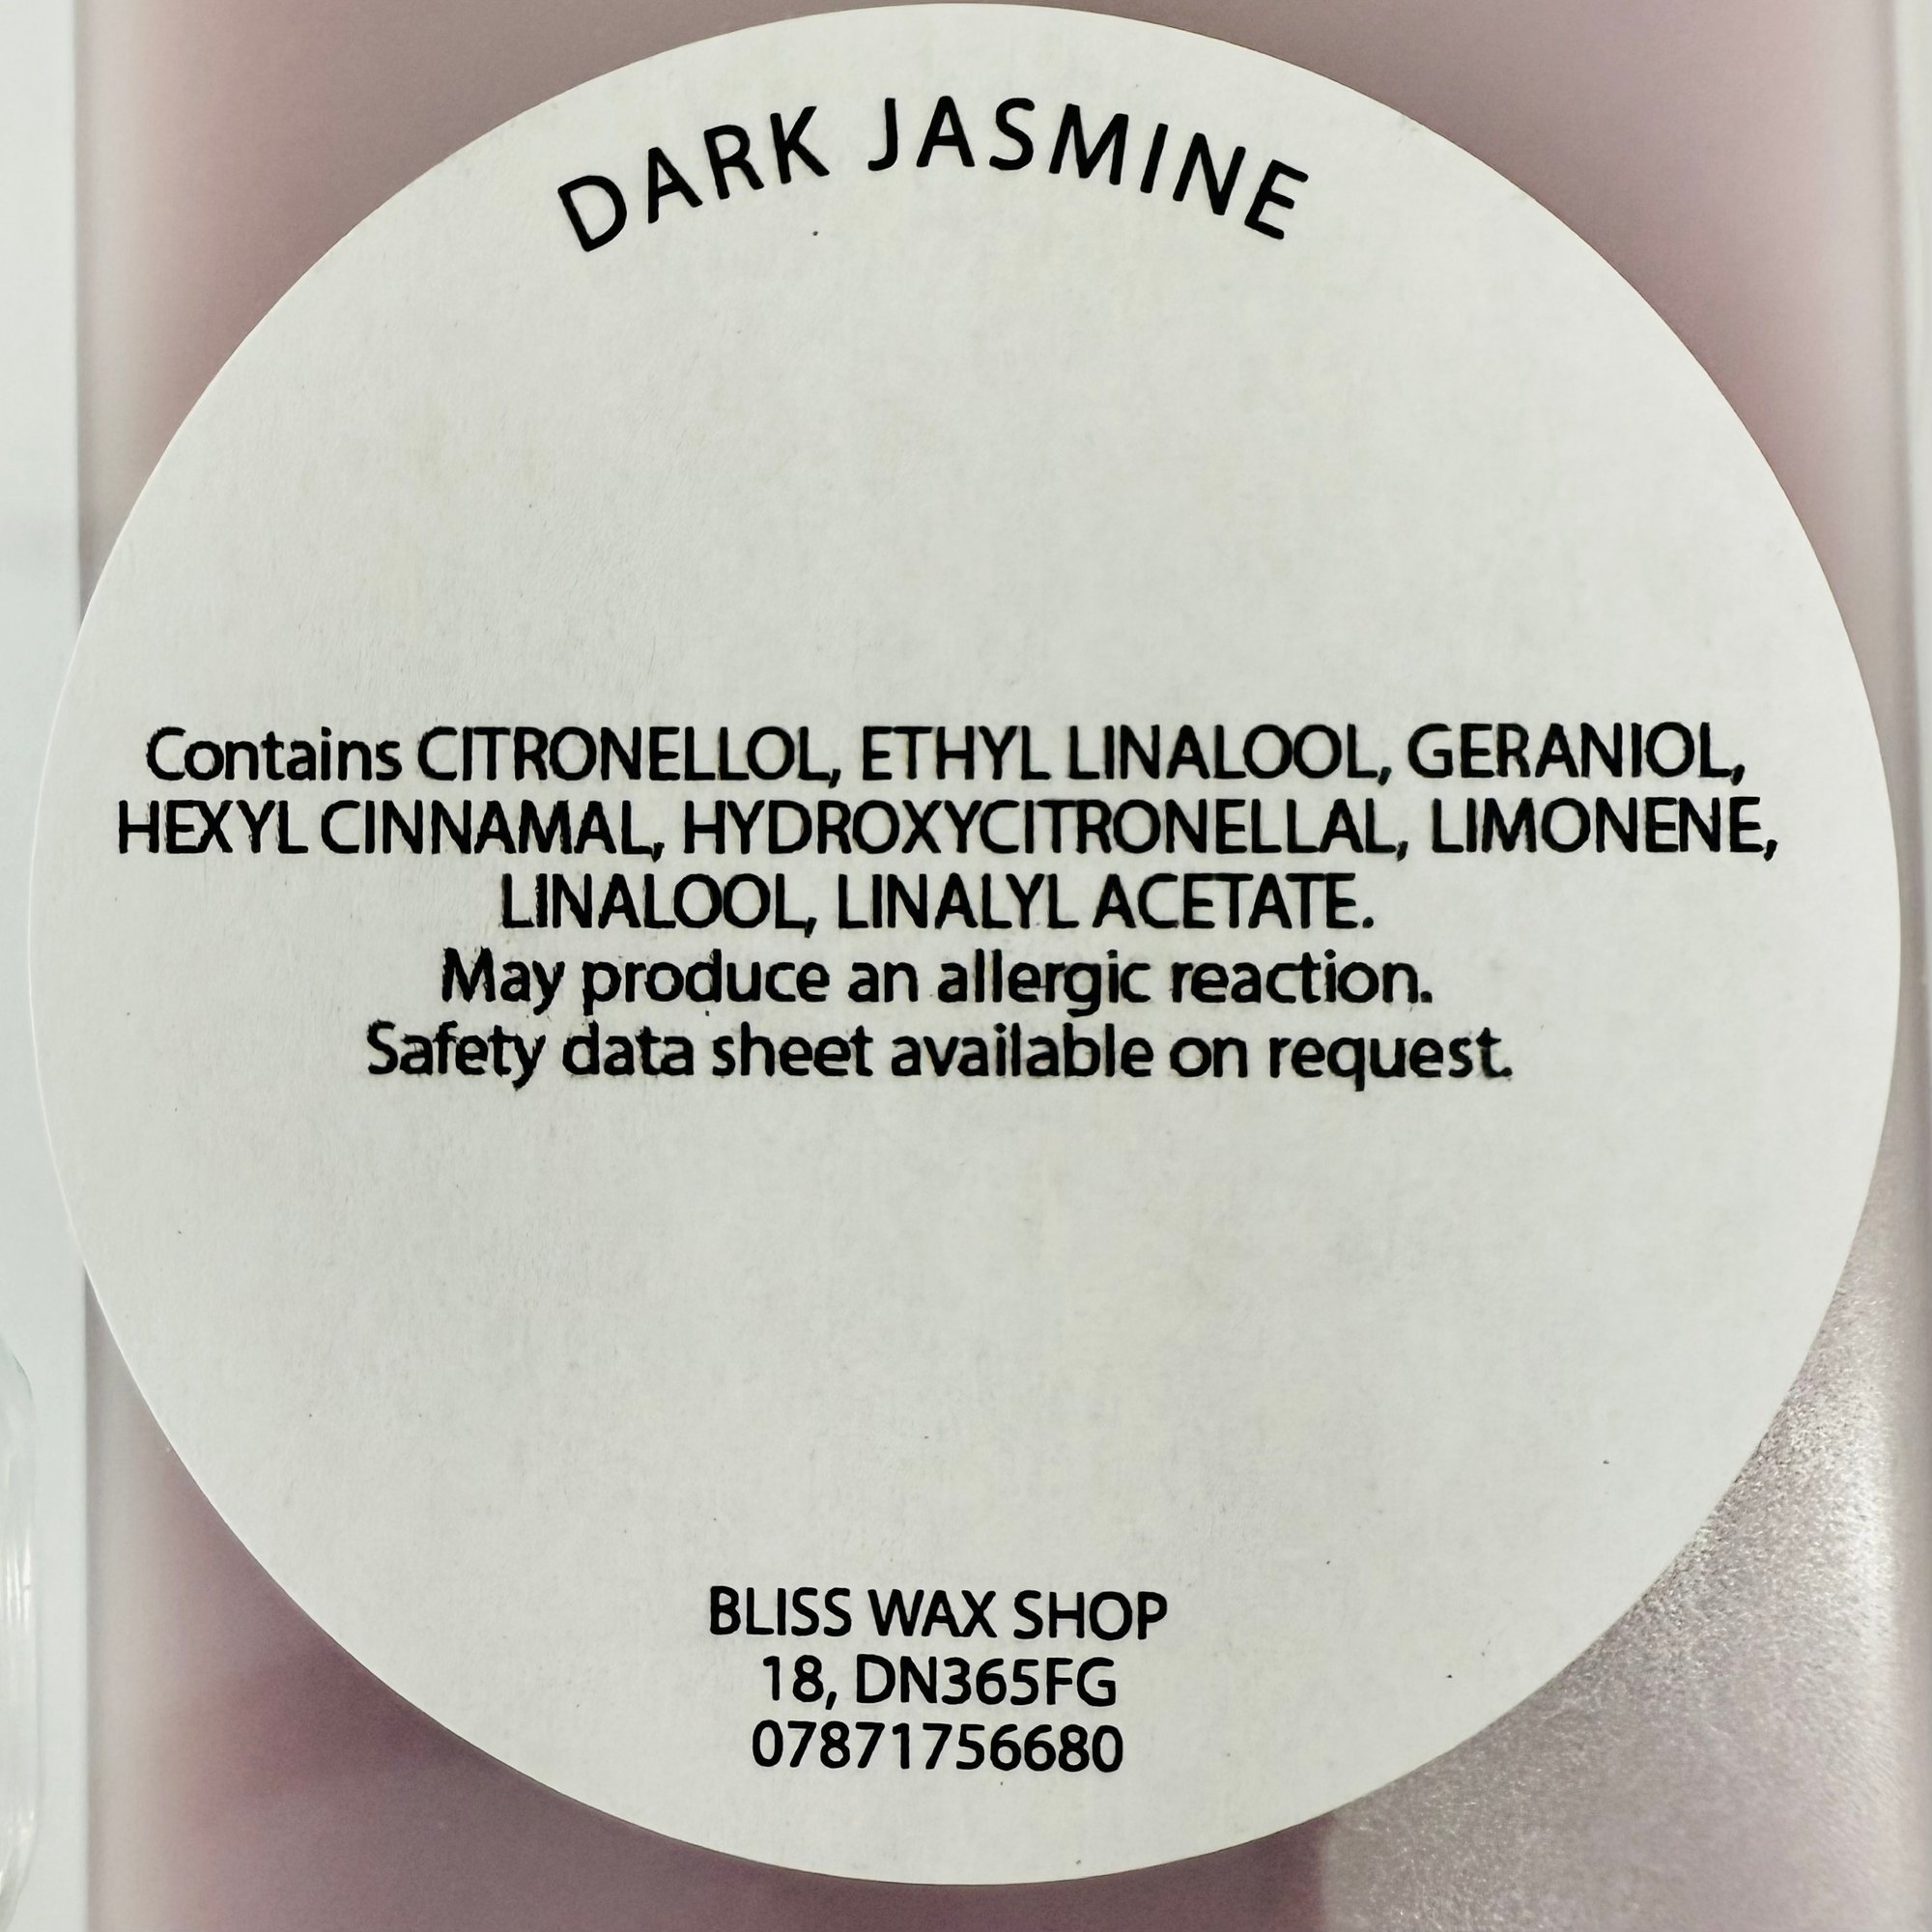 DARK JASMINE
Contains CITRONELLOL, ETHYL LINALOOL, GERANIOL,
HEXYL CINNAMAL, HYDROXYCITRONELLAL, LIMONENE,
LINALOOL, LINALYL ACETATE.
May produce an allergic reaction.
Safety data sheet available on request.
BLISS WAX SHOP
18, DN365FG
07871756680